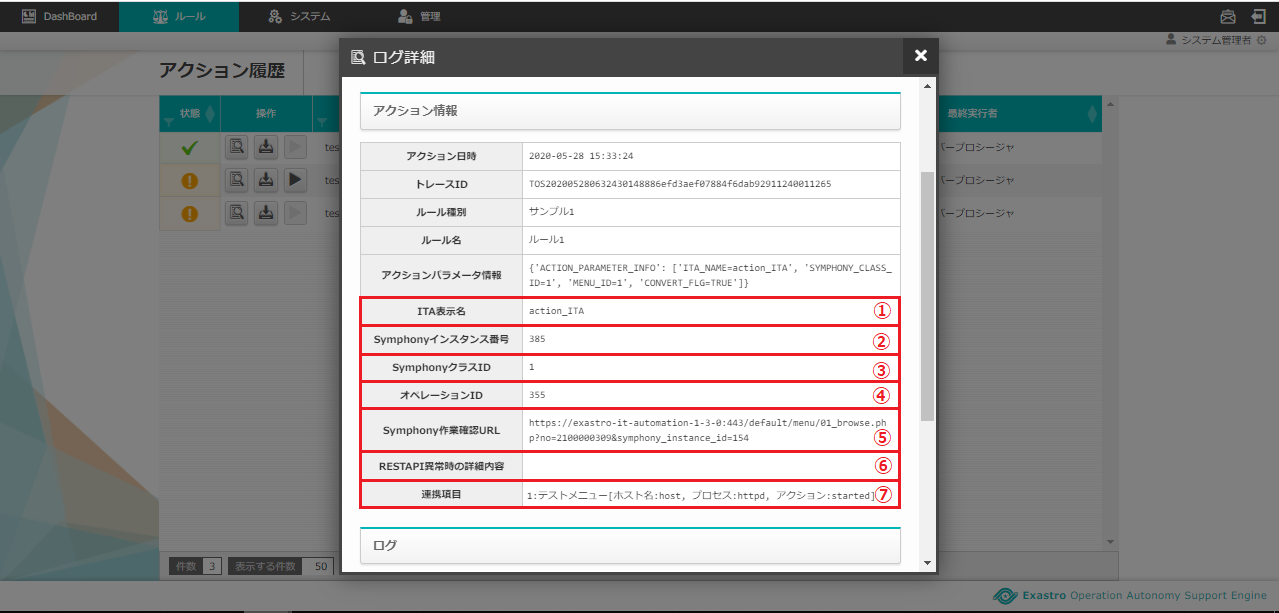 DashBoard ルール システム 管理
システム管理者
アクション履歴
状態 操作 最終実行者
tes バープロシージャ
tes バープロシージャ
tes バープロシージャ
ログ詳細
アクション情報
アクション日時 2020-05-28 15:33:24
トレースID TOS202005280632430148886efd3aef07884f6dab92911240011265
ルール種別 サンプル1
ルール名 ルール1
アクションパラメータ情報 {'ACTION_PARAMETER_INFO': ['ITA_NAME=action_ITA', 'SYMPHONY_CLASS_
ID=1', 'MENU_ID=1', 'CONVERT_FLG=TRUE']}
ITA表示名 action_ITA ①
Symphonyインスタンス番号 385 ②
SymphonyクラスID 1 ③
オペレーションID 355 ④
Symphony作業確認URL https://exastro-it-automation-1-3-0:443/default/menu/01_browse.ph
p?no=2100000309&symphony_instance_id=154 ⑤
RESTAPI異常時の詳細内容 ⑥
連携項目 1:テストメニュー[ホスト名:host, プロセス:httpd, アクション:started] ⑦
ログ
件数 3 表示する件数 50
Exastro Operation Autonomy Support Engine